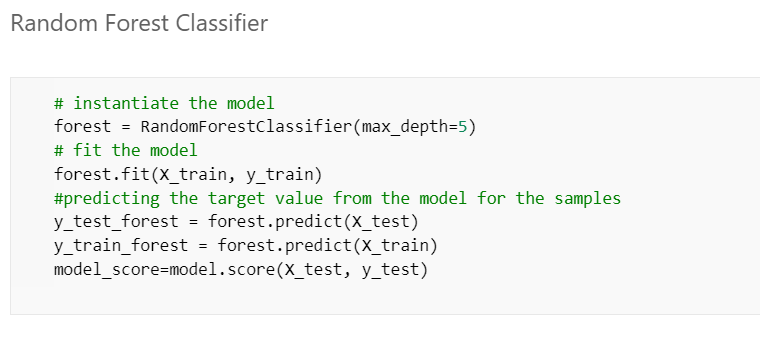 Random Forest Classifier
# instantiate the model
forest = RandomForestClassifier(max_depth=5)
# fit the model
forest.fit(X_train, y_train)
#predicting the target value from the model for the samples
y_test_forest = forest.predict(X_test)
y_train_forest = forest.predict(X_train)
model_score=model.score(X_test, y_test)